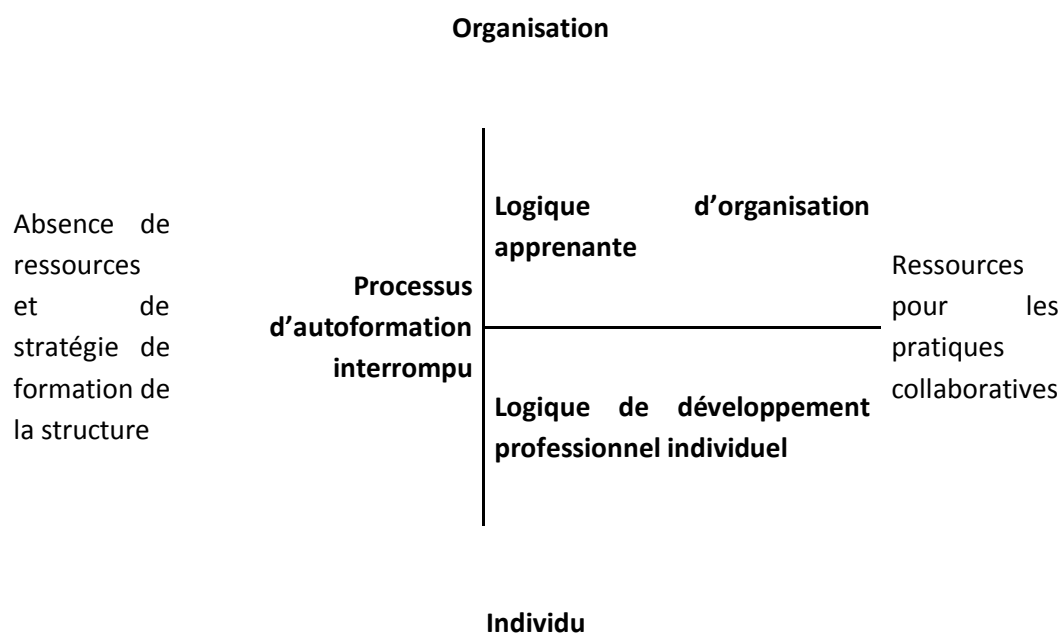 Organisation
Absence de
ressources
et de
stratégie de
formation de
la structure
Processus
d’autoformation
interrompu
Logique d’organisation
apprenante
Logique de développement
professionnel individuel
Ressources
pour les
pratiques
collaboratives
Individu